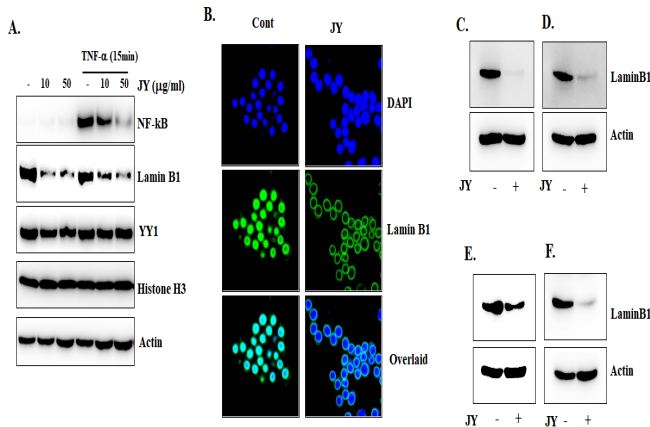 A.
TNF-α (15min)
- 10 50 - 10 50 JY (µg/ml)
NF-kB
Lamin B1
YY1
Histone H3
Actin
B.
Cont JY
DAPI
Lamin B1
Overlaid
C. D.
LaminB1
Actin
JY - + JY - +
E. F.
LaminB1
Actin
JY - + JY - +